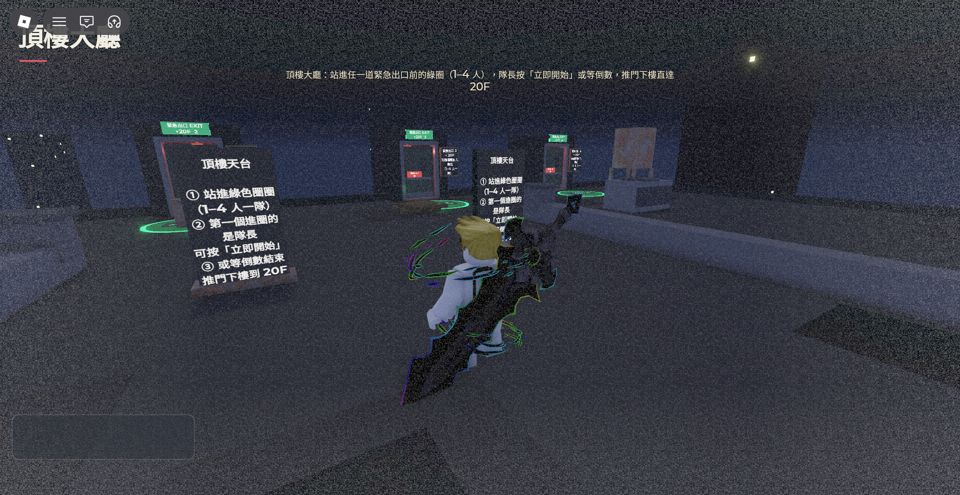 頂樓大廳
頂樓大廳：站進任一道緊急出口前的綠圈（1–4 人），隊長按「立即開始」或等倒數，推門下樓直達
20F
緊急出口 EXIT
頂樓天台
① 站進綠色圈圈
（1–4 人一隊）
② 第一個進圈的
是隊長
可按「立即開始」
③ 或等倒數結束
推門下樓到 20F
頂樓天台
① 站進綠色圈圈
（1–4 人一隊）
② 第一個進圈的
是隊長